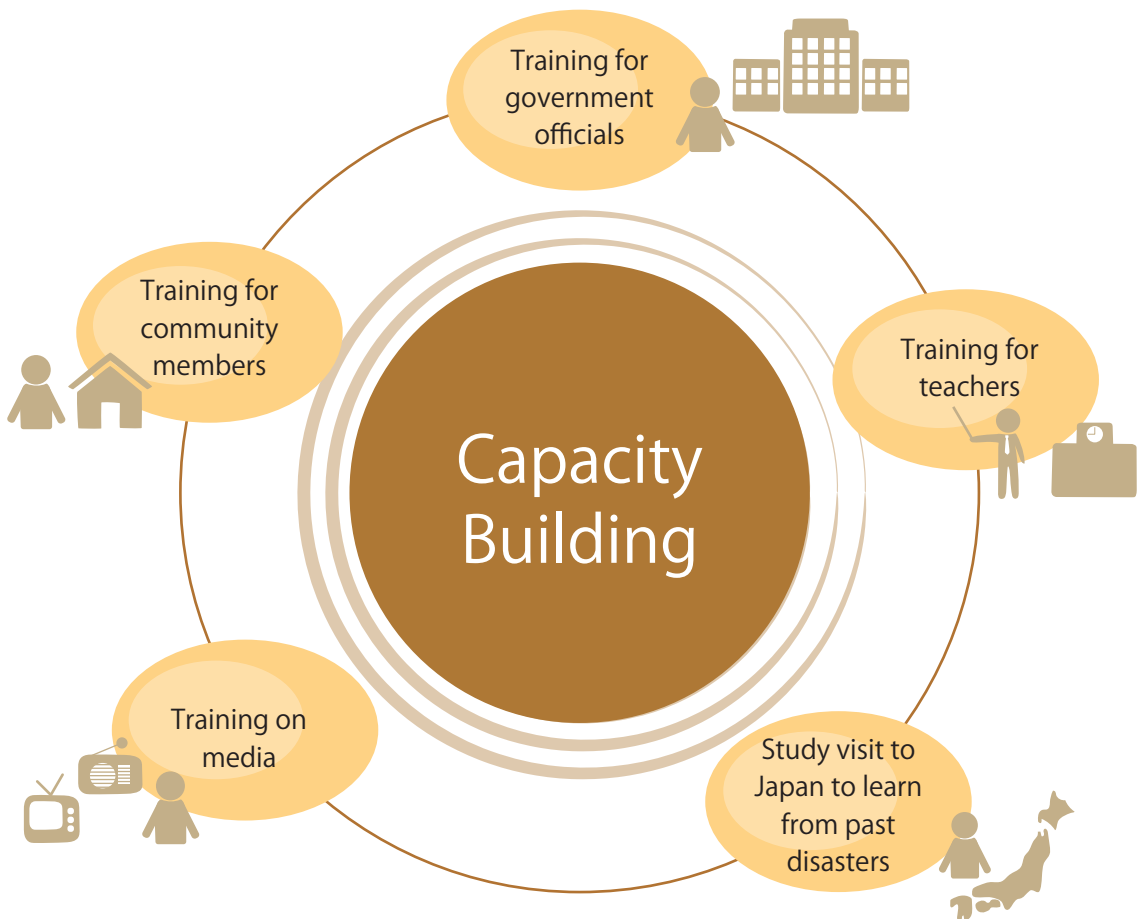 Training for
government
officials
Training for
community
members
Training for
teachers
Capacity
Building
Training on
media
Study visit to
Japan to learn
from past
disasters